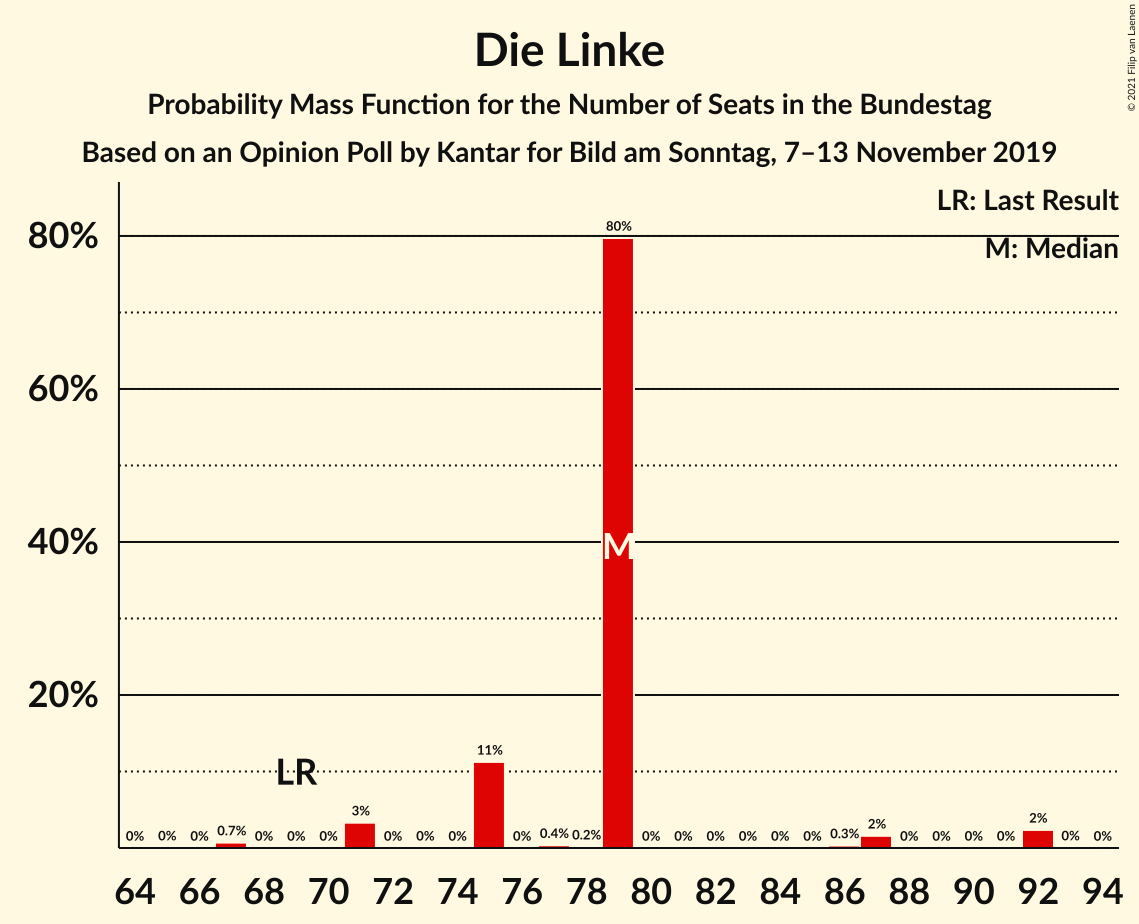 Die Linke
Probability Mass Function for the Number of Seats in the Bundestag
Based on an Opinion Poll by Kantar for Bild am Sonntag, 7–13 November 2019
© 2021 Filip van Laenen
LR: Last Result
M: Median
80%
60%
40%
20%
0% 0% 0% 0.7% 0% 0% 0% 3% 0% 0% 0% 11% 0% 0.4% 0.2% 80% 0% 0% 0% 0% 0% 0% 0.3% 2% 0% 0% 0% 0% 2% 0% 0%
LR
M
64 66 68 70 72 74 76 78 80 82 84 86 88 90 92 94